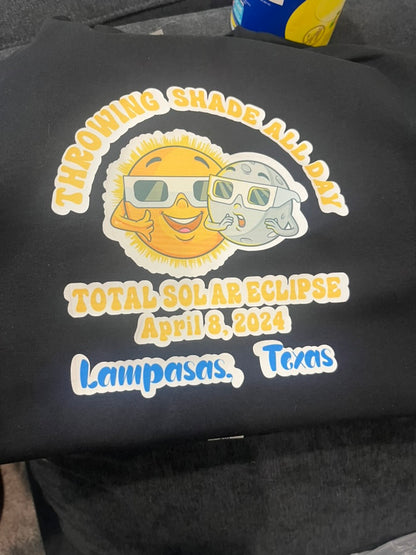 THROWING SHADE ALL DAY
TOTAL SOLAR ECLIPSE
April 8, 2024
Lampasas., Texas